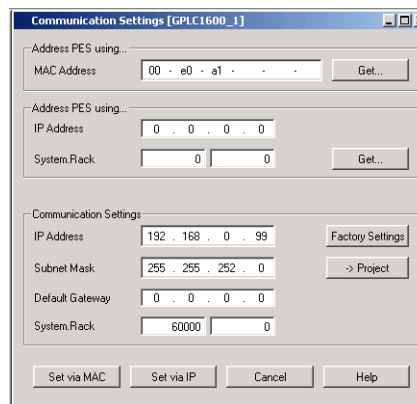 Communication Settings [GPLC1600_1]
Address PES using...
MAC Address 00 - e0 - a1 - - - Get...
Address PES using...
IP Address 0 . 0 . 0 . 0
System.Rack 0 0 Get...
Communication Settings
IP Address 192 . 168 . 0 . 99 Factory Settings
Subnet Mask 255 . 255 . 252 . 0 -> Project
Default Gateway 0 . 0 . 0 . 0
System.Rack 60000 0
Set via MAC Set via IP Cancel Help